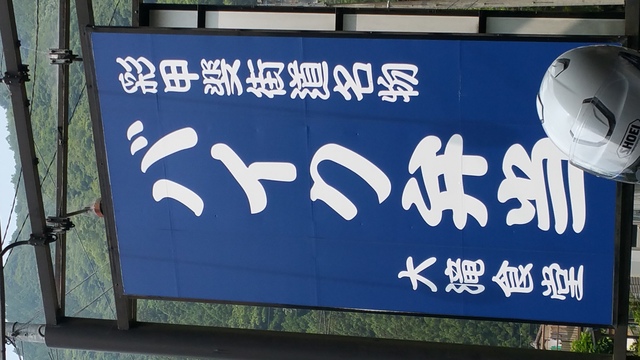 彩甲斐街道名物
バイク弁当
大滝食堂